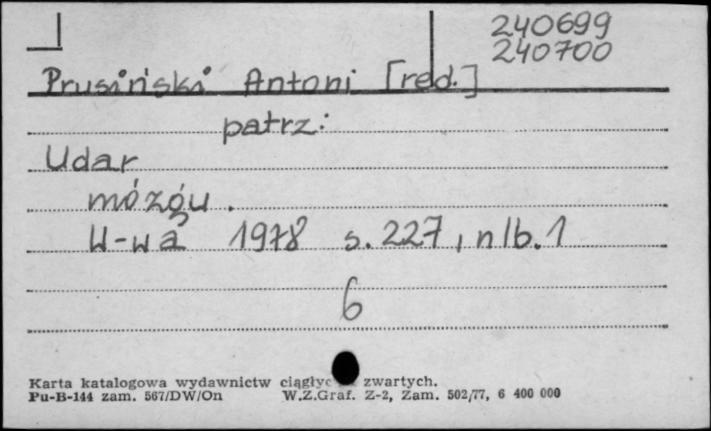 240699
240700
Prusiński Antoni [red.]
patrz:
Udar
mózgu.
W-wa 1978 s. 227, nlb. 1
6
Karta katalogowa wydawnictw zwartych.
Pu-B-144 zam. 567/DW/On W.Z.Graf. Z-2, Zam. 502/77, 6 400 000